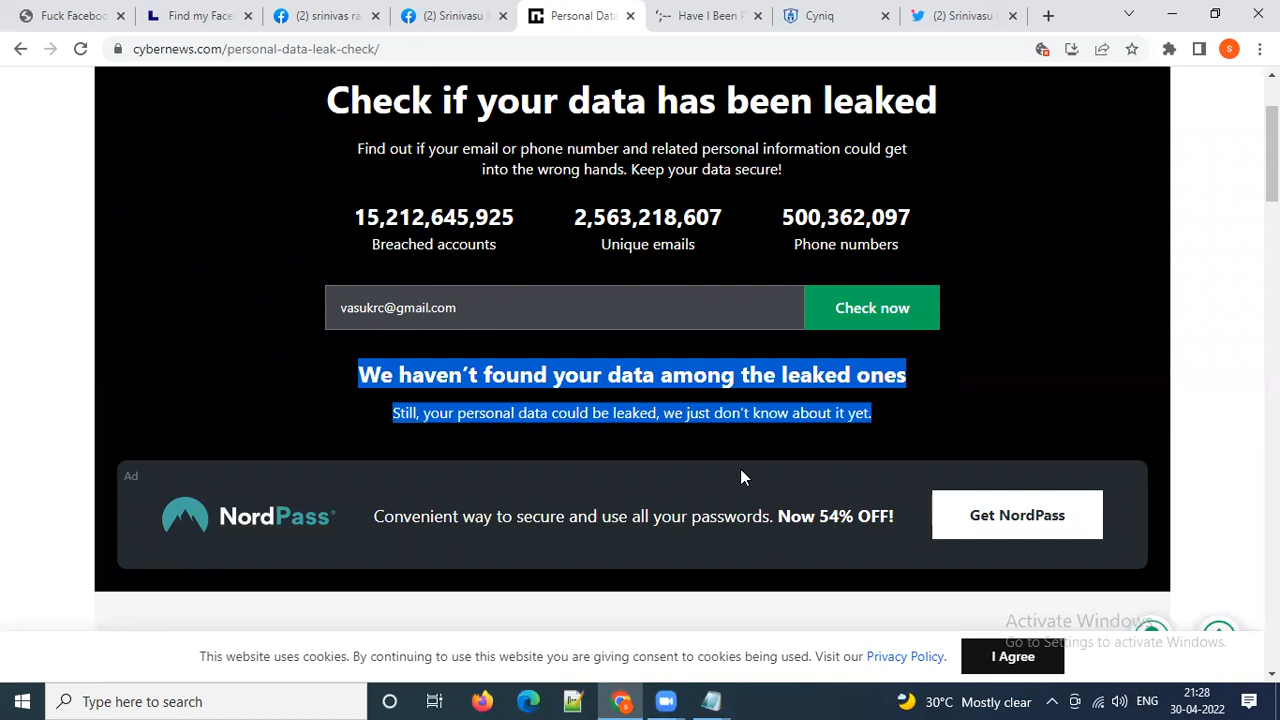 Fuck Facebo
Find my Face
(2) srinivas ra
(2) Srinivasu
Personal Data
Have I Been P
Cyniq
(2) Srinivasu
cybernews.com/personal-data-leak-check/
S
Check if your data has been leaked
Find out if your email or phone number and related personal information could get
into the wrong hands. Keep your data secure!
15,212,645,925
2,563,218,607
500,362,097
Breached accounts
Unique emails
Phone numbers
vasukrc@gmail.com
Check now
We haven’t found your data among the leaked ones
Still, your personal data could be leaked, we just don’t know about it yet.
Ad
NordPass®
Convenient way to secure and use all your passwords. Now 54% OFF!
Get NordPass
Activate Windows
Go to Settings to activate Windows.
This website uses cookies. By continuing to use this website you are giving consent to cookies being used. Visit our Privacy Policy.
I Agree
Type here to search
30°C Mostly clear
ENG
21:28
30-04-2022